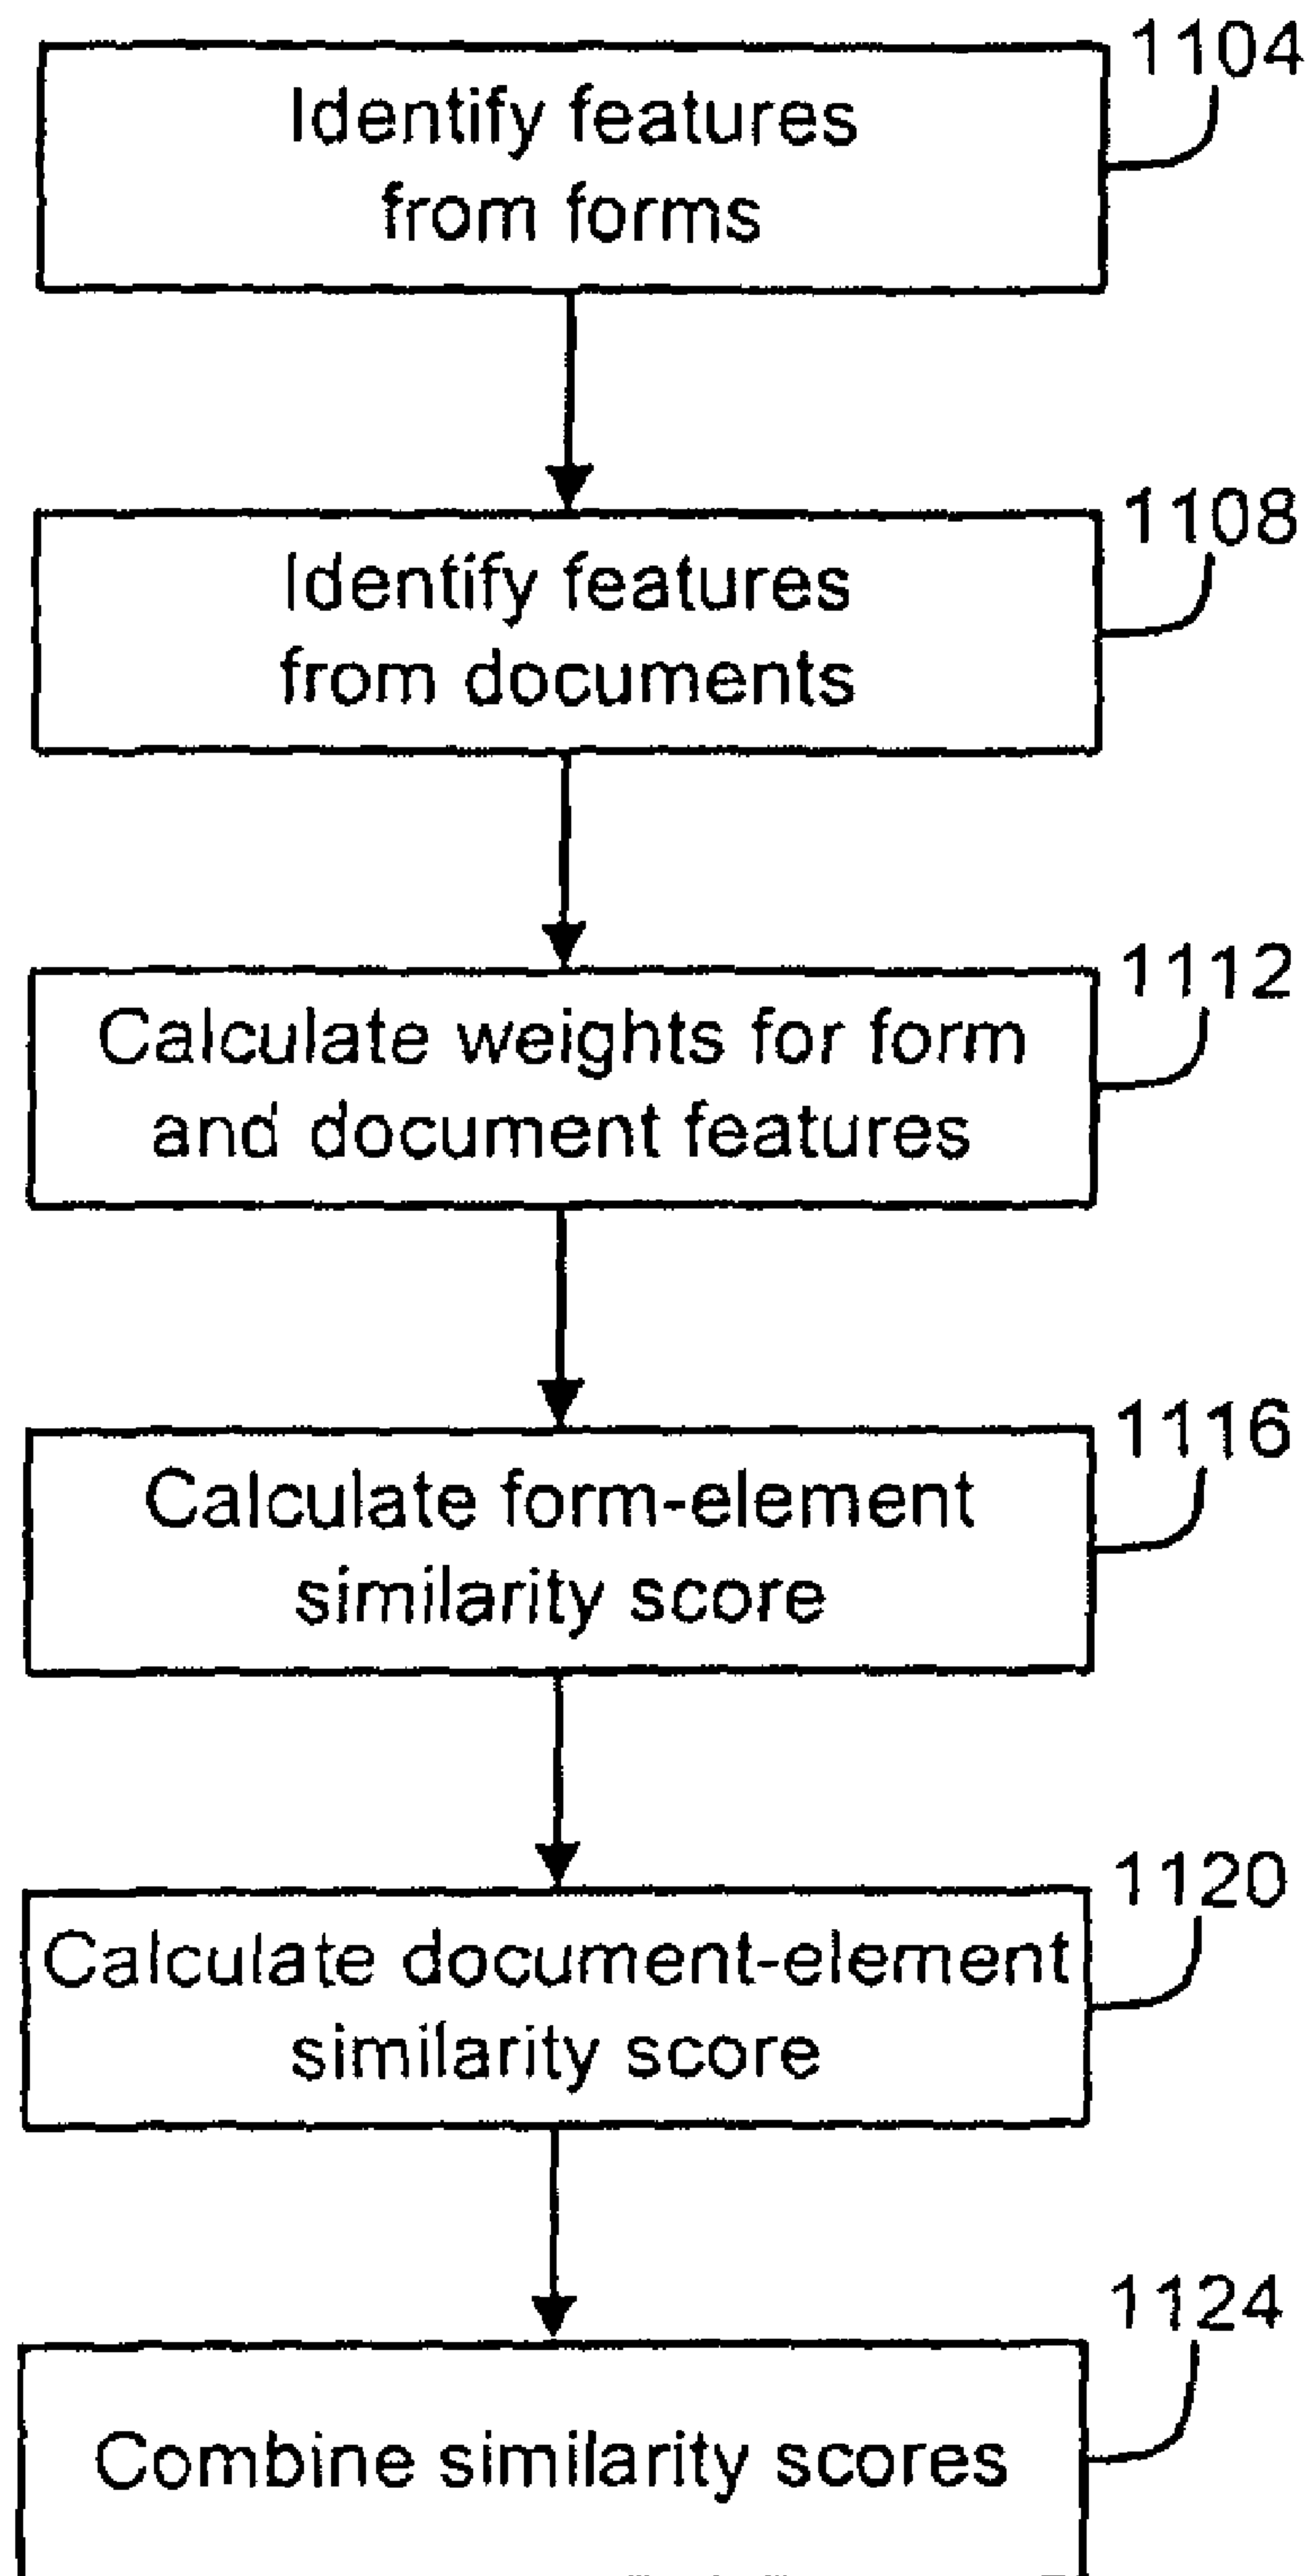 1104
Identify features
from forms
1108
Identify features
from documents
1112
Calculate weights for form
and document features
1116
Calculate form-element
similarity score
1120
Calculate document-element
similarity score
1124
Combine similarity scores